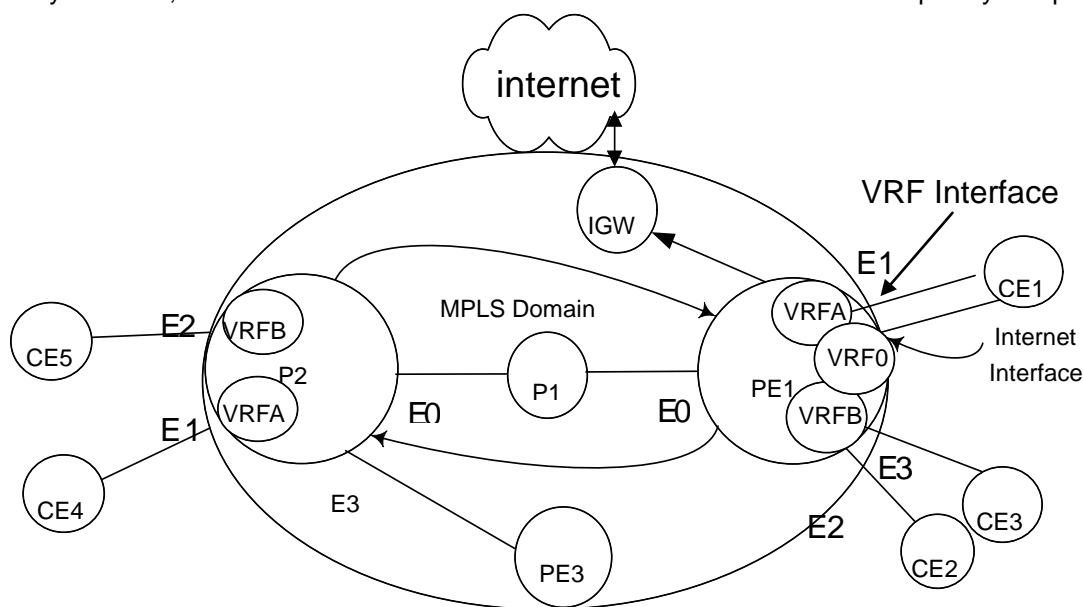 internet
VRF Interface
IGW
E1
CE1
VRFA
MPLS Domain
VRFB
E2
CE5
Internet
Interface
VRF0
P2
P1
PE1
VRFA
E0
E0
VRFB
E1
CE4
E3
E3
CE3
E2
CE2
PE3